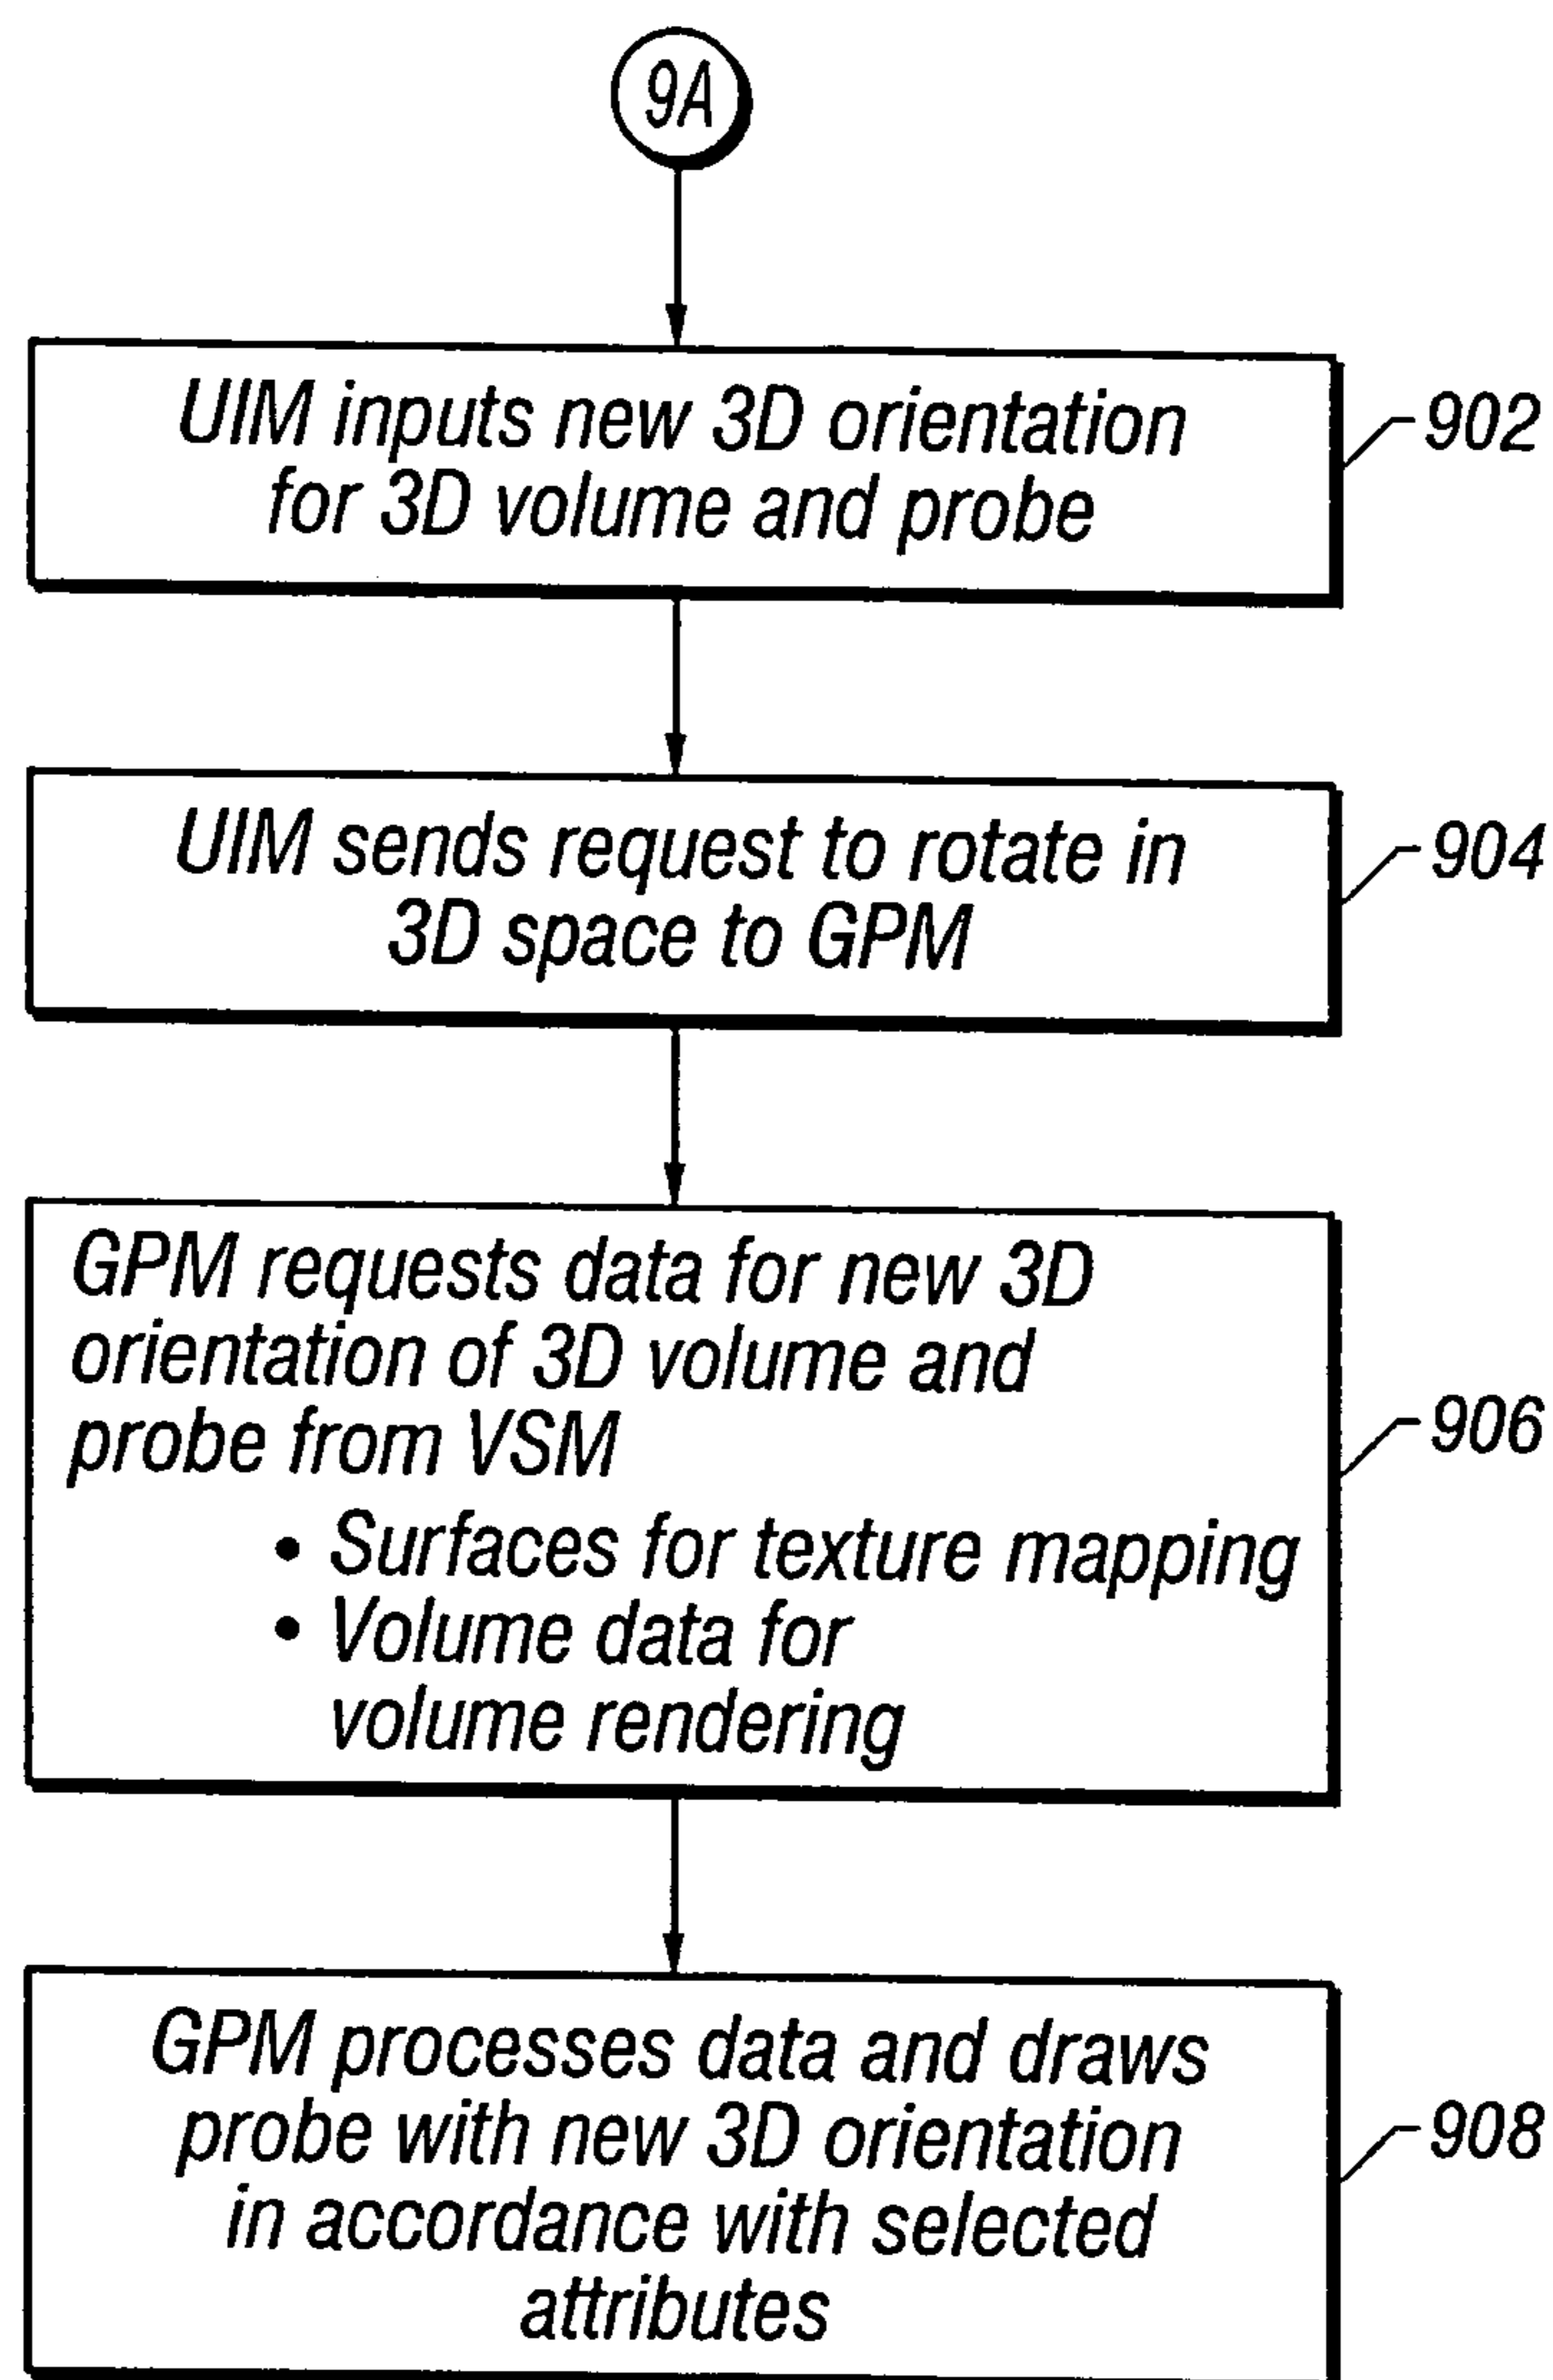 9A
UIM inputs new 3D orientation
for 3D volume and probe
902
UIM sends request to rotate in
3D space to GPM
904
GPM requests data for new 3D
orientation of 3D volume and
probe from VSM
• Surfaces for texture mapping
• Volume data for
volume rendering
906
GPM processes data and draws
probe with new 3D orientation
in accordance with selected
attributes
908